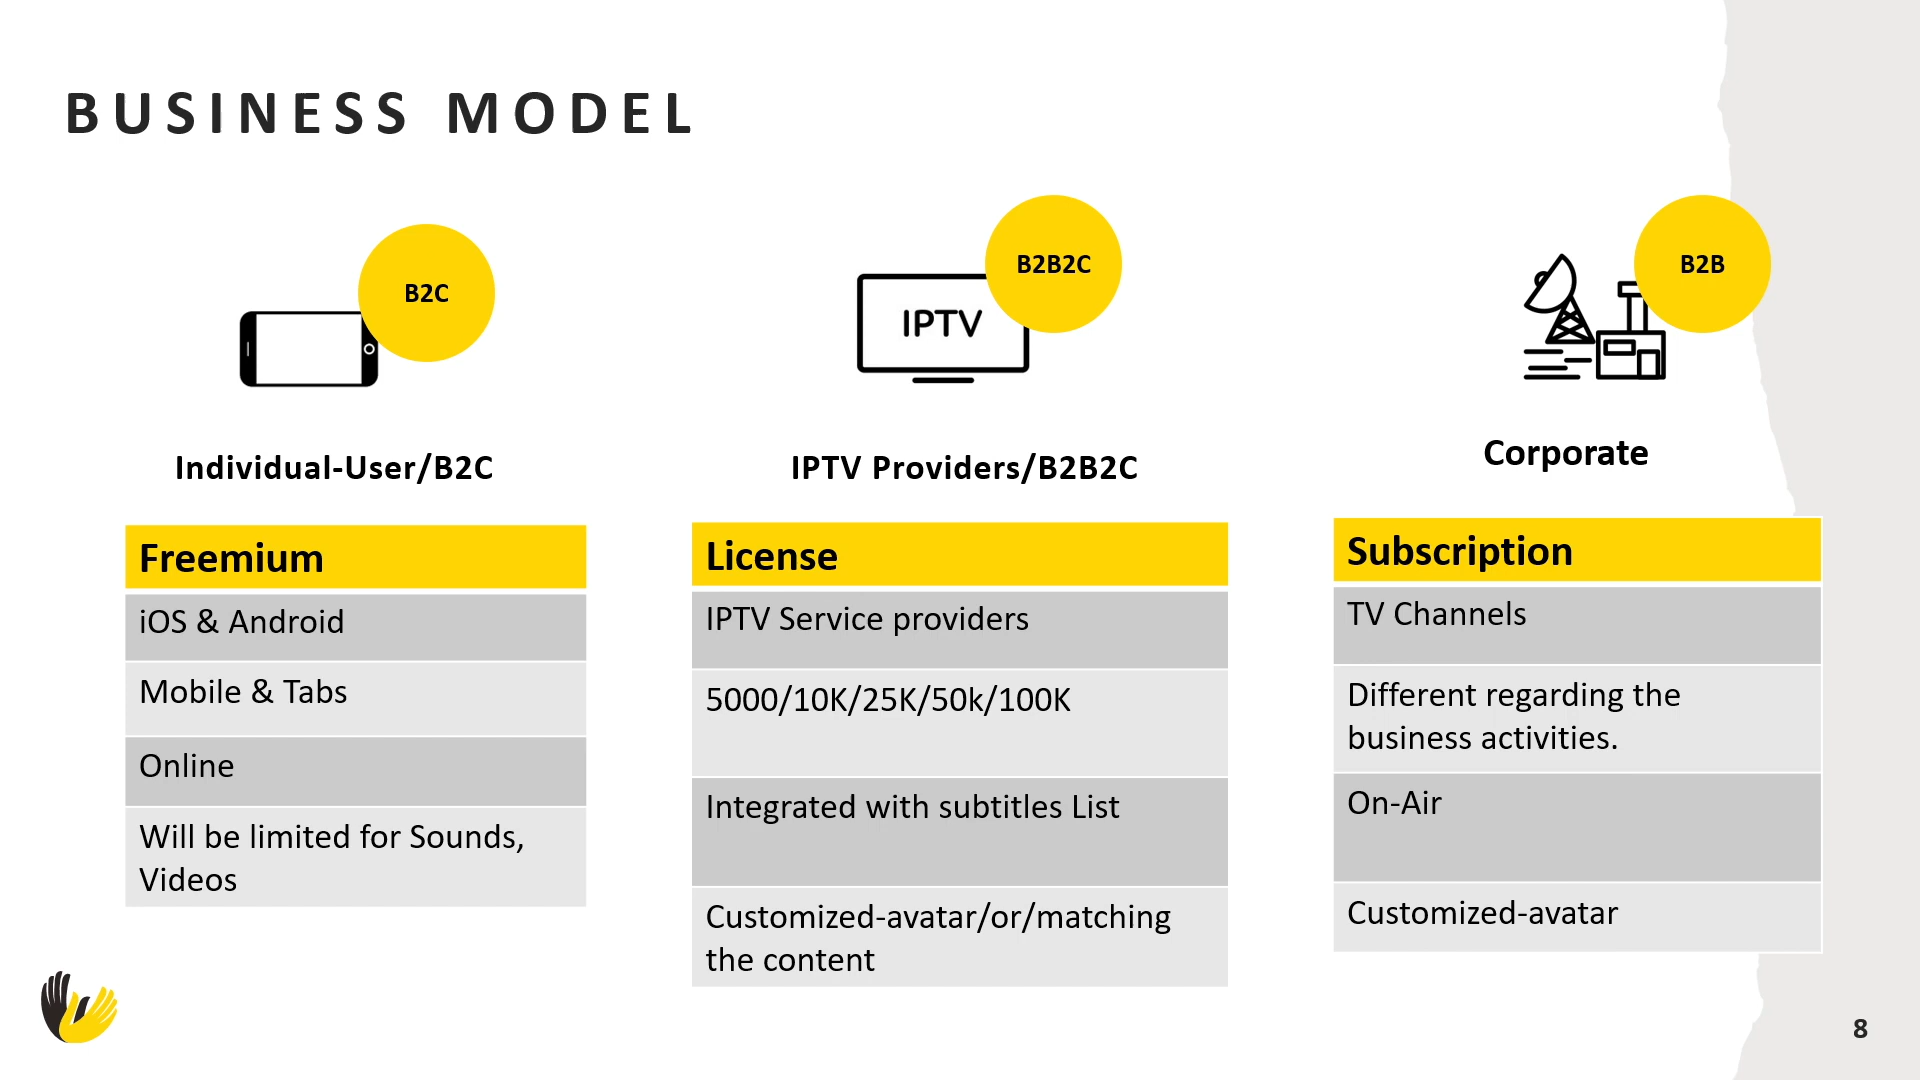 BUSINESS MODEL
B2C
Individual-User/B2C
Freemium
iOS & Android
Mobile & Tabs
Online
Will be limited for Sounds,
Videos
B2B2C
IPTV
IPTV Providers/B2B2C
License
IPTV Service providers
5000/10K/25K/50k/100K
Integrated with subtitles List
Customized-avatar/or/matching
the content
B2B
Corporate
Subscription
TV Channels
Different regarding the
business activities.
On-Air
Customized-avatar
8